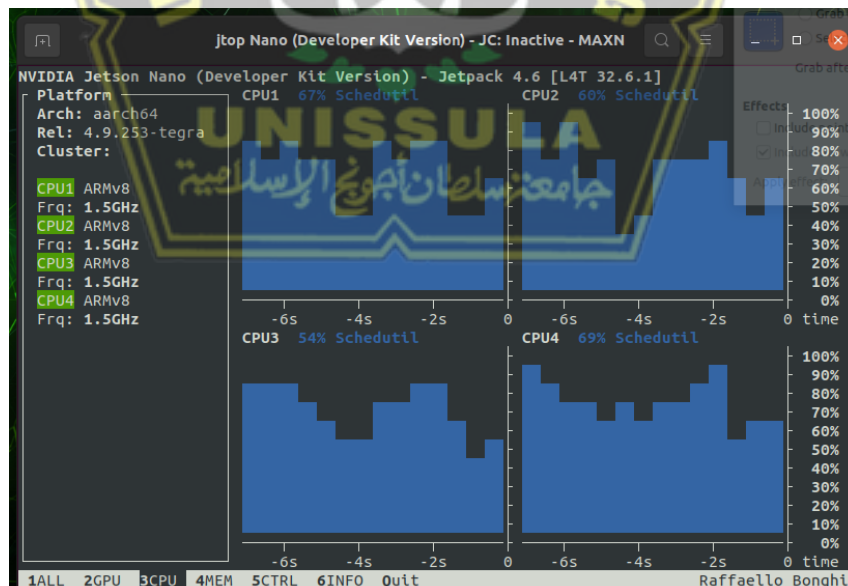 jtop Nano (Developer Kit Version) - JC: Inactive - MAXN
Grab
Grab afte
NVIDIA Jetson Nano (Developer Kit Version) - Jetpack 4.6 [L4T 32.6.1]
Platform
Arch: aarch64
Rel: 4.9.253-tegra
Cluster:
CPU1 ARMv8
Frq: 1.5GHz
CPU2 ARMv8
Frq: 1.5GHz
CPU3 ARMv8
Frq: 1.5GHz
CPU4 ARMv8
Frq: 1.5GHz
CPU1 67% Schedutil
CPU2 60% Schedutil
Effects
100%
90%
80%
70%
60%
50%
40%
30%
20%
10%
0%
-6s -4s -2s 0 -6s -4s -2s 0 time
UNISSULA
جامعة سلطان أجونج الإسلامية
CPU3 54% Schedutil
CPU4 69% Schedutil
100%
90%
80%
70%
60%
50%
40%
30%
20%
10%
0%
-6s -4s -2s 0 -6s -4s -2s 0 time
1ALL 2GPU 3CPU 4MEM 5CTRL 6INFO Quit Raffaello Bonghi